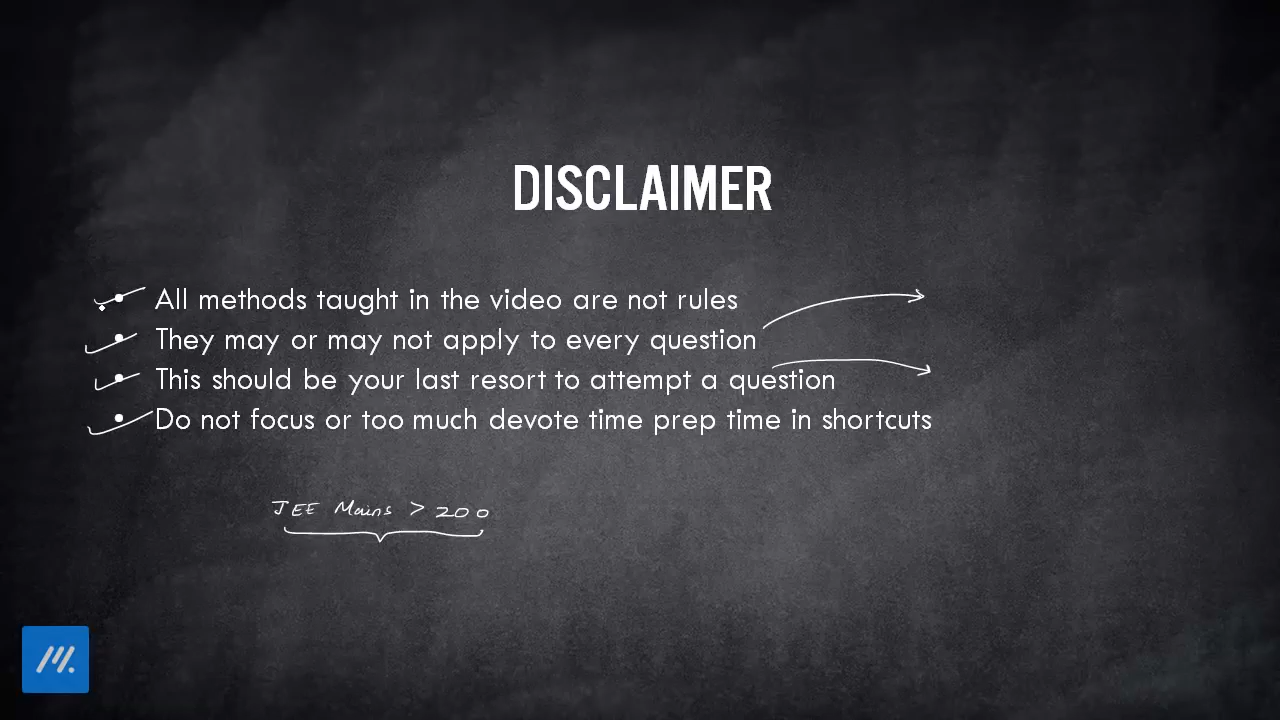 DISCLAIMER
• All methods taught in the video are not rules
• They may or may not apply to every question
• This should be your last resort to attempt a question
• Do not focus or too much devote time prep time in shortcuts
JEE Mains > 200
M.